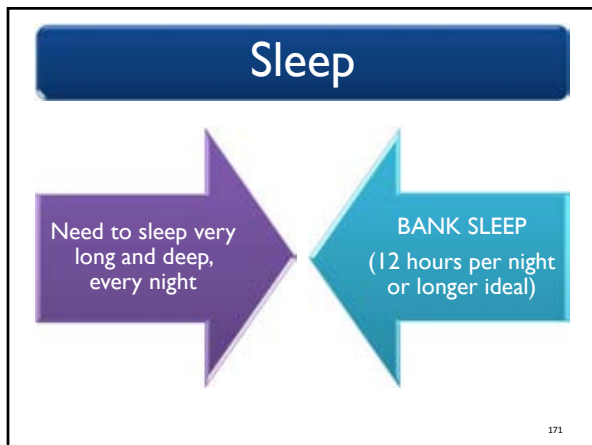 Sleep
Need to sleep very
long and deep,
every night
BANK SLEEP
(12 hours per night
or longer ideal)
171